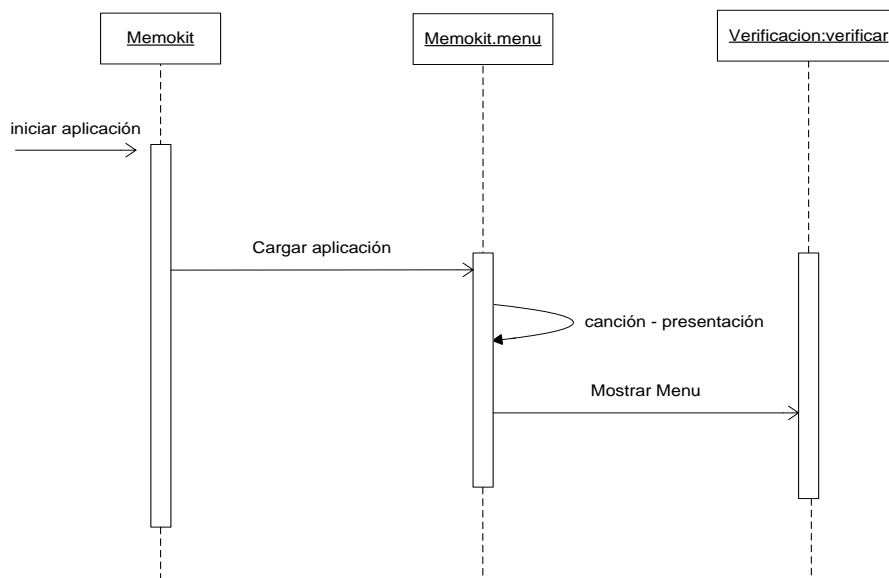 Memokit
Memokit.menu
Verificacion:verificar
iniciar aplicación
Cargar aplicación
canción - presentación
Mostrar Menu